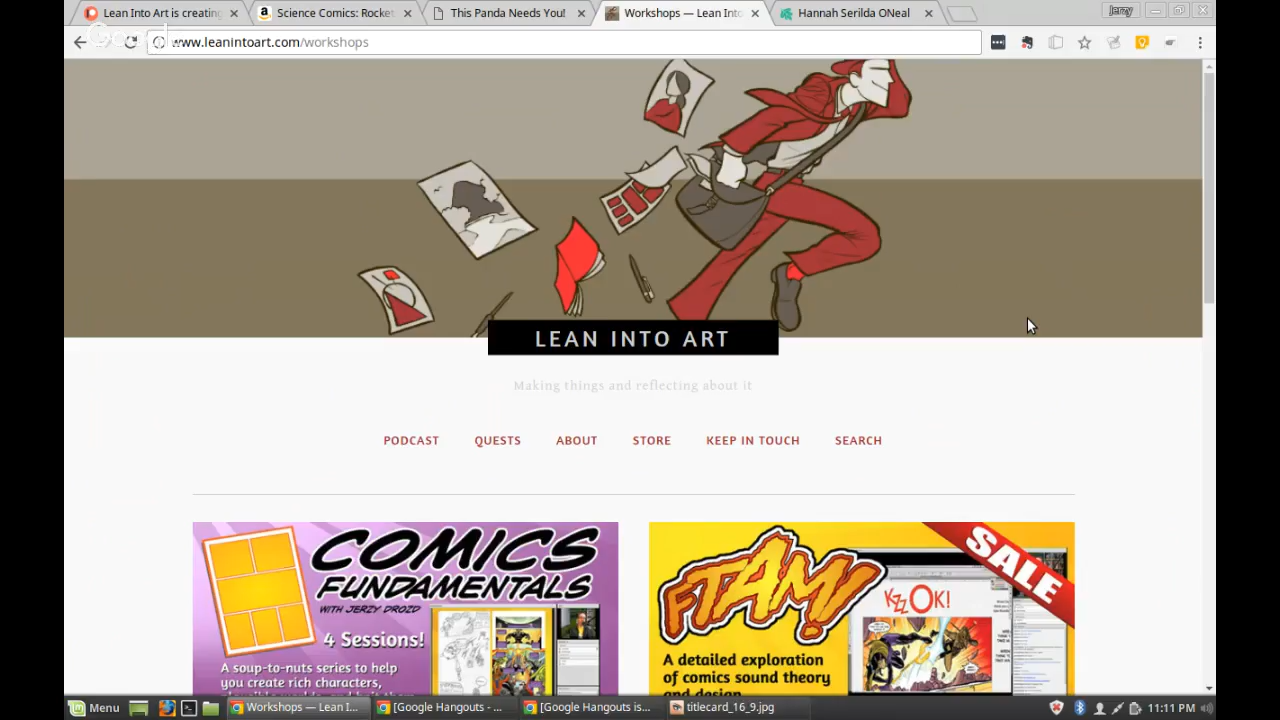 Lean Into Art is creating
Science Comics: Rocket
This Panda Needs You!
Workshops — Lean Into
Hannah Serilda ONeal
Jerzy
www.leanintoart.com/workshops
LEAN INTO ART
Making things and reflecting about it
PODCAST QUESTS ABOUT STORE KEEP IN TOUCH SEARCH
COMICS
FUNDAMENTALS
WITH JERZY DROZD
4 Sessions!
A soup-to-nuts series to help
you create rich characters,
FTAM!
SALE
KZZ OK!
A detailed exploration
of comics sound theory
and design
Menu
Workshops — Lean I...
[Google Hangouts - ...
[Google Hangouts is...
titlecard_16_9.jpg
11:11 PM